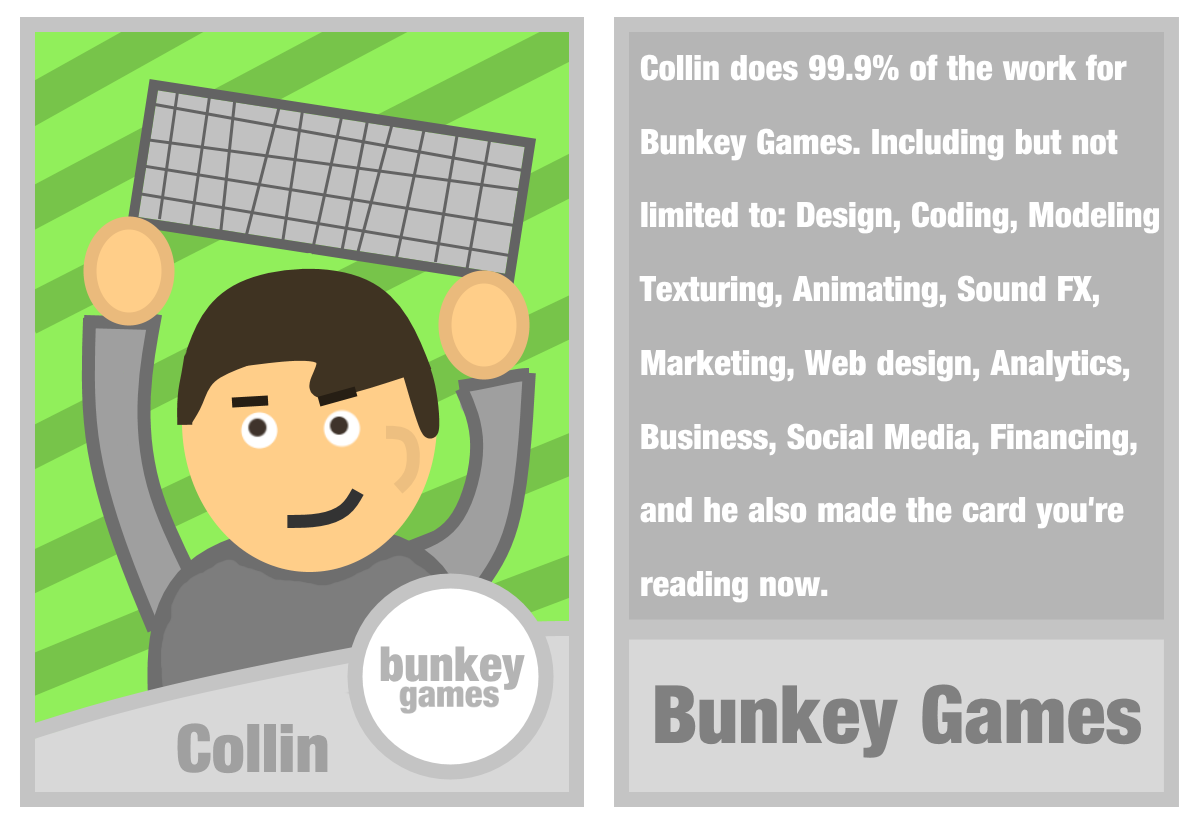 bunkey
games
Collin
Collin does 99.9% of the work for
Bunkey Games. Including but not
limited to: Design, Coding, Modeling
Texturing, Animating, Sound FX,
Marketing, Web design, Analytics,
Business, Social Media, Financing,
and he also made the card you're
reading now.
Bunkey Games